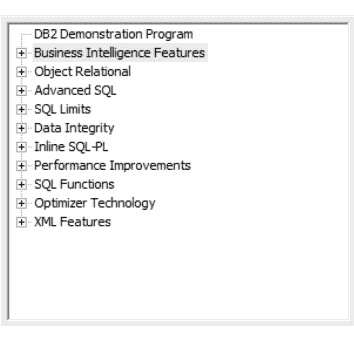 DB2 Demonstration Program
Business Intelligence Features
Object Relational
Advanced SQL
SQL Limits
Data Integrity
Inline SQL-PL
Performance Improvements
SQL Functions
Optimizer Technology
XML Features